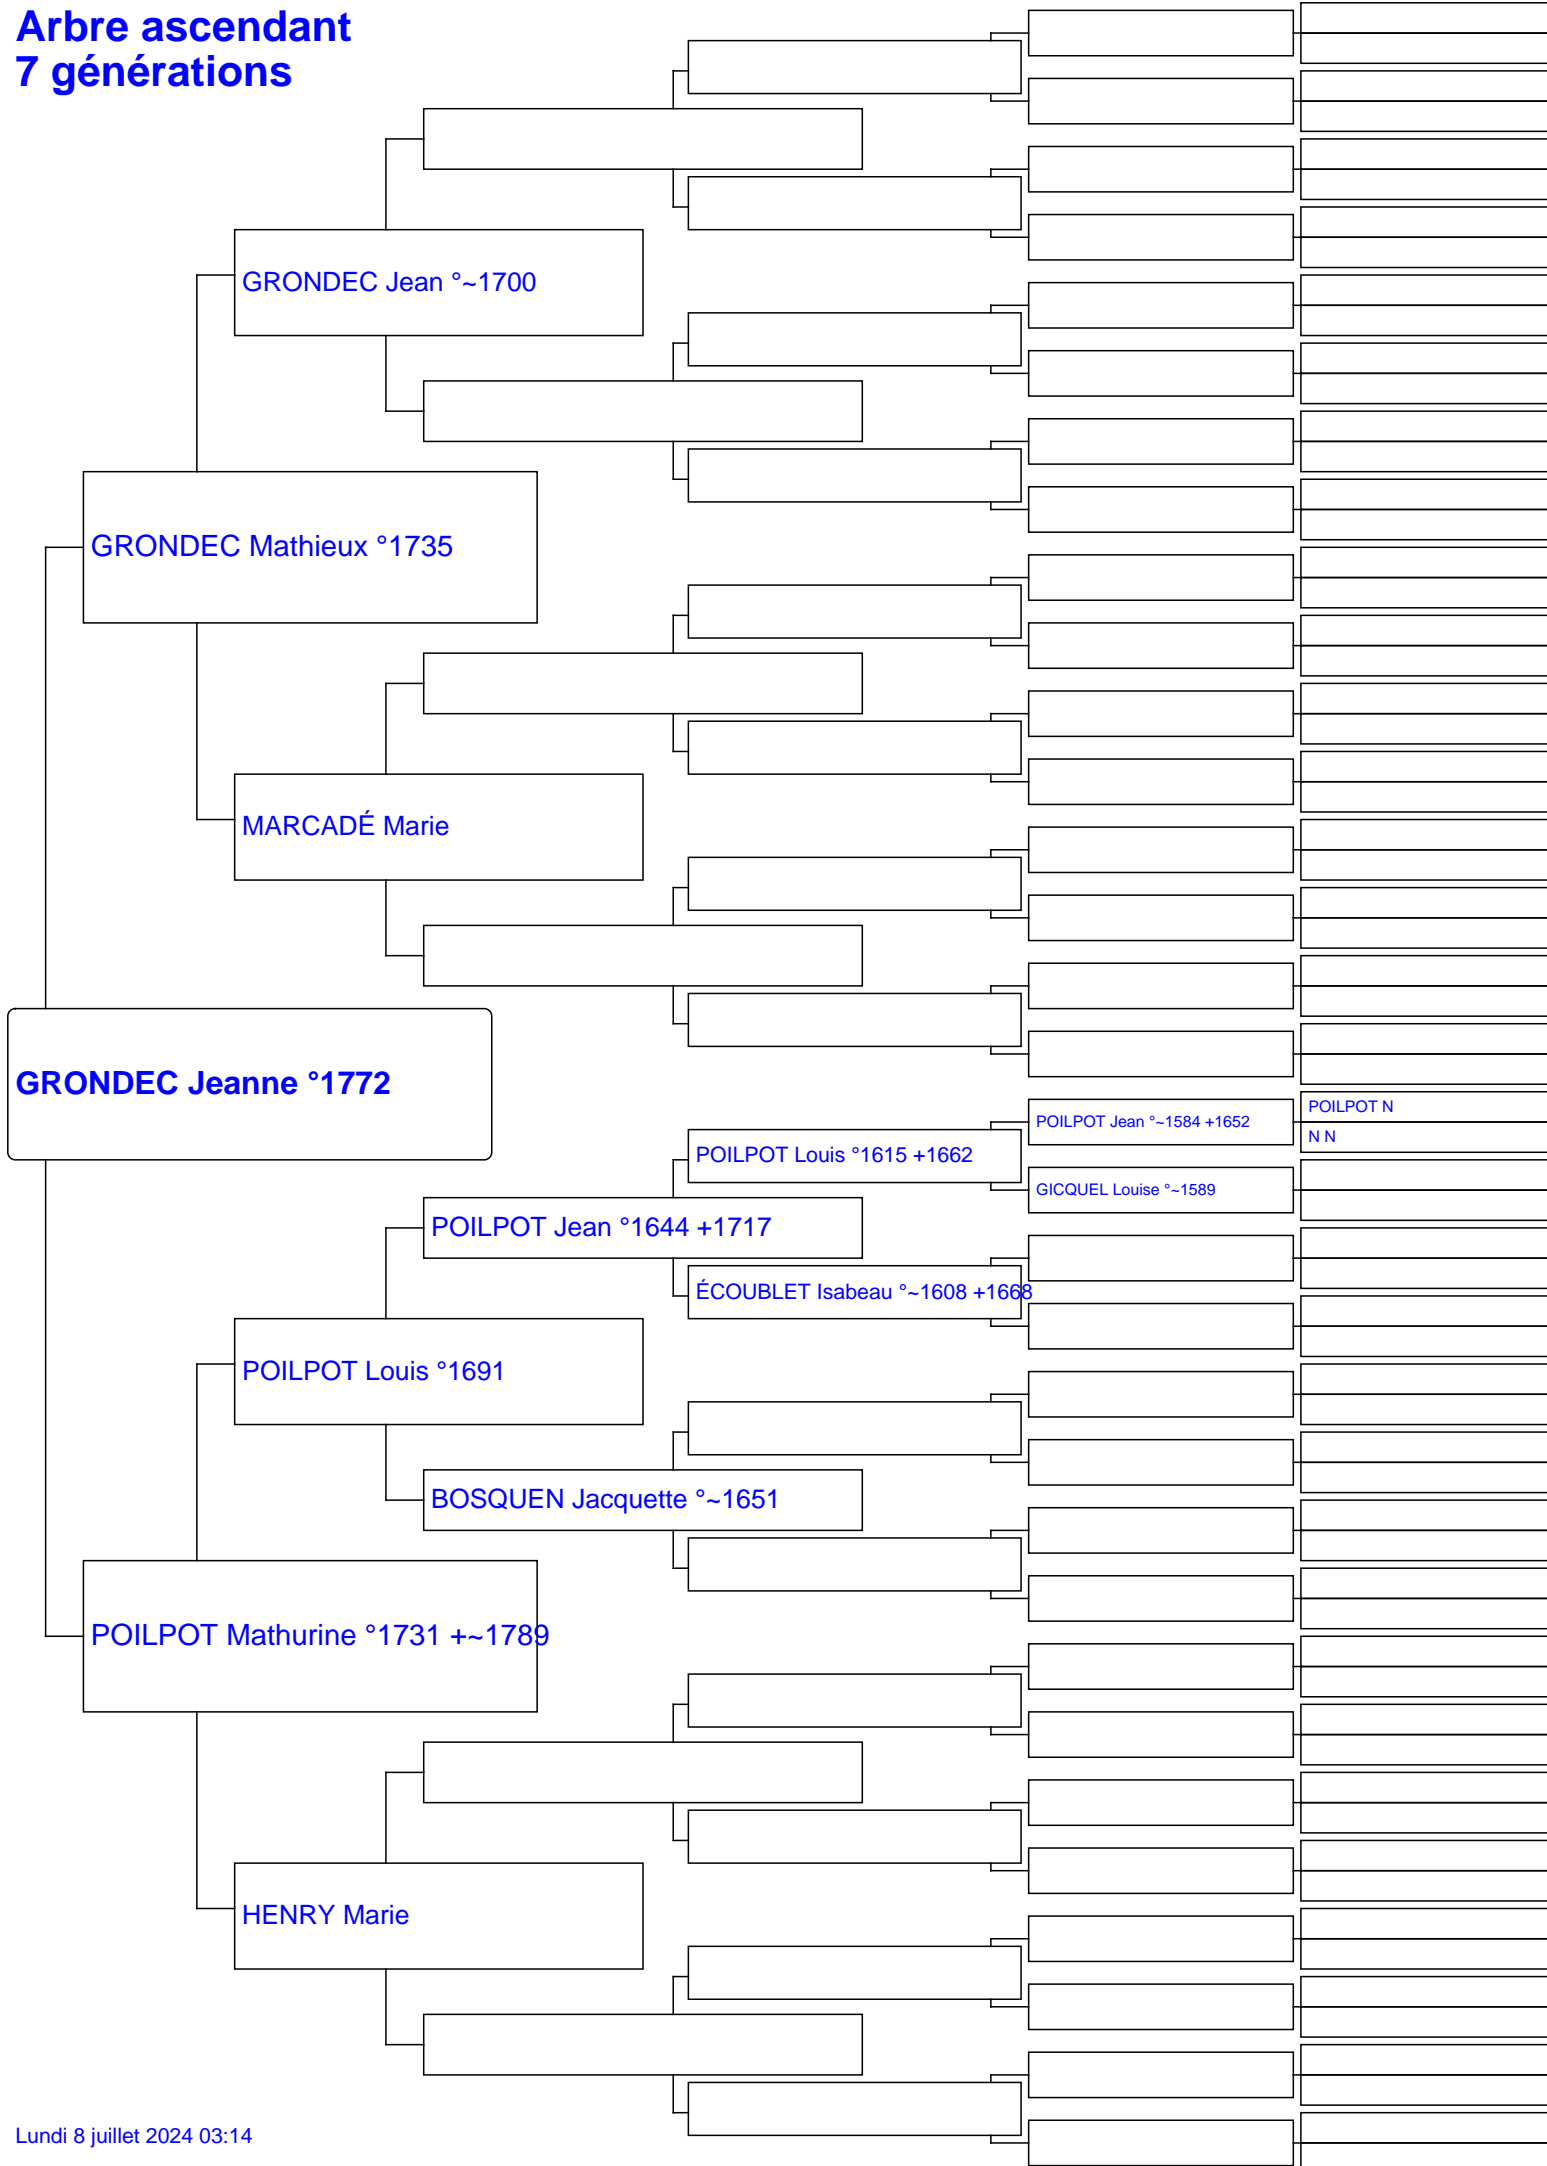 Arbre ascendant
7 générations
GRONDEC Jean °~1700
GRONDEC Mathieux °1735
MARCADÉ Marie
GRONDEC Jeanne °1772
POILPOT N
POILPOT Jean °~1584 +1652
N N
POILPOT Louis °1615 +1662
GICQUEL Louise °~1589
POILPOT Jean °1644 +1717
ÉCOUBLET Isabeau °~1608 +1668
POILPOT Louis °1691
BOSQUEN Jacquette °~1651
POILPOT Mathurine °1731 +~1789
HENRY Marie
Lundi 8 juillet 2024 03:14